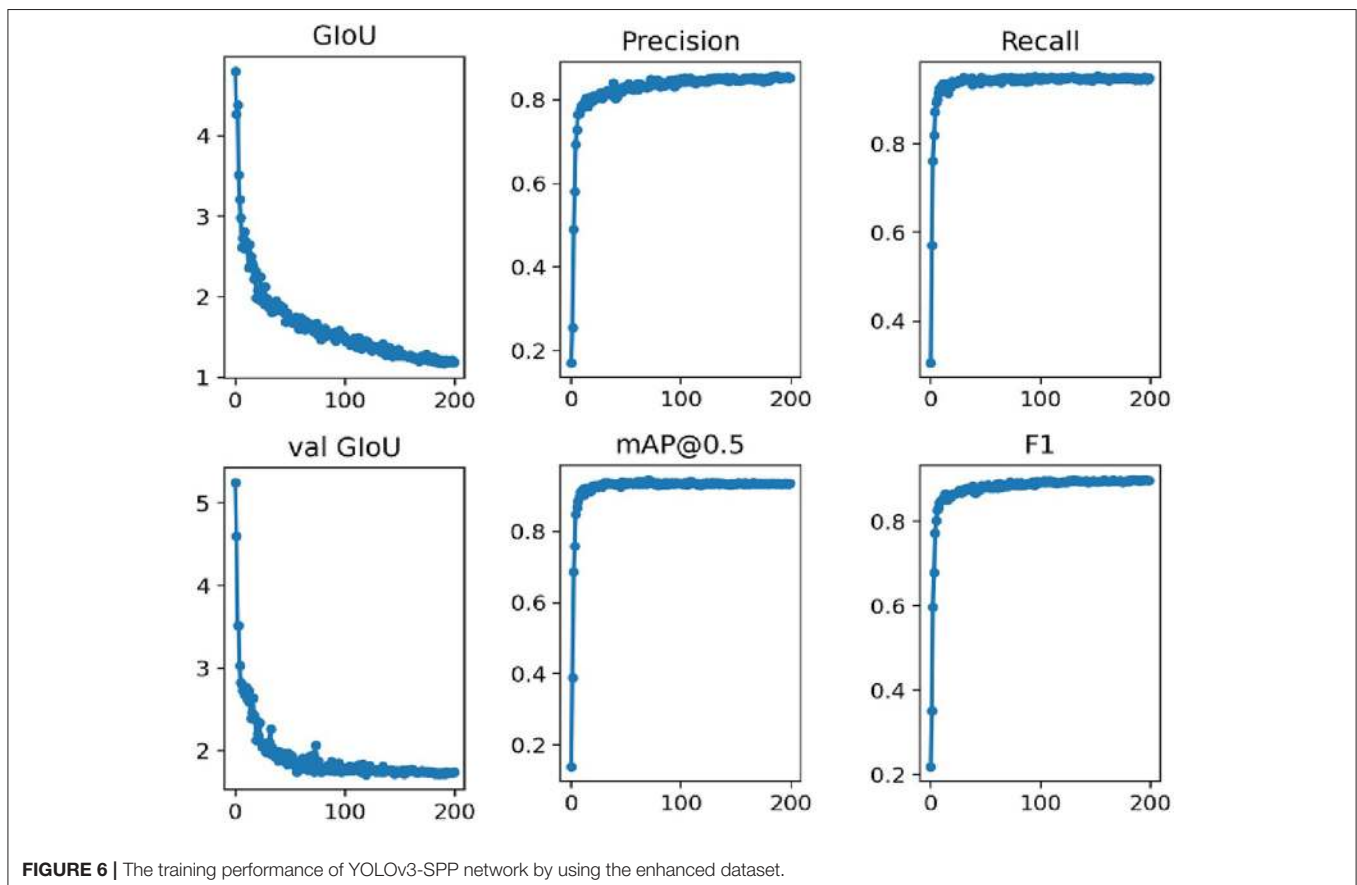 GIoU
Precision
Recall
4
3
2
1
0.8
0.6
0.4
0.2
0.8
0.6
0.4
0 100 200
0 100 200
0 100 200
val GIoU
mAP@0.5
F1
5
4
3
2
0.8
0.6
0.4
0.2
0.8
0.6
0.4
0.2
0 100 200
0 100 200
0 100 200
FIGURE 6 | The training performance of YOLOv3-SPP network by using the enhanced dataset.